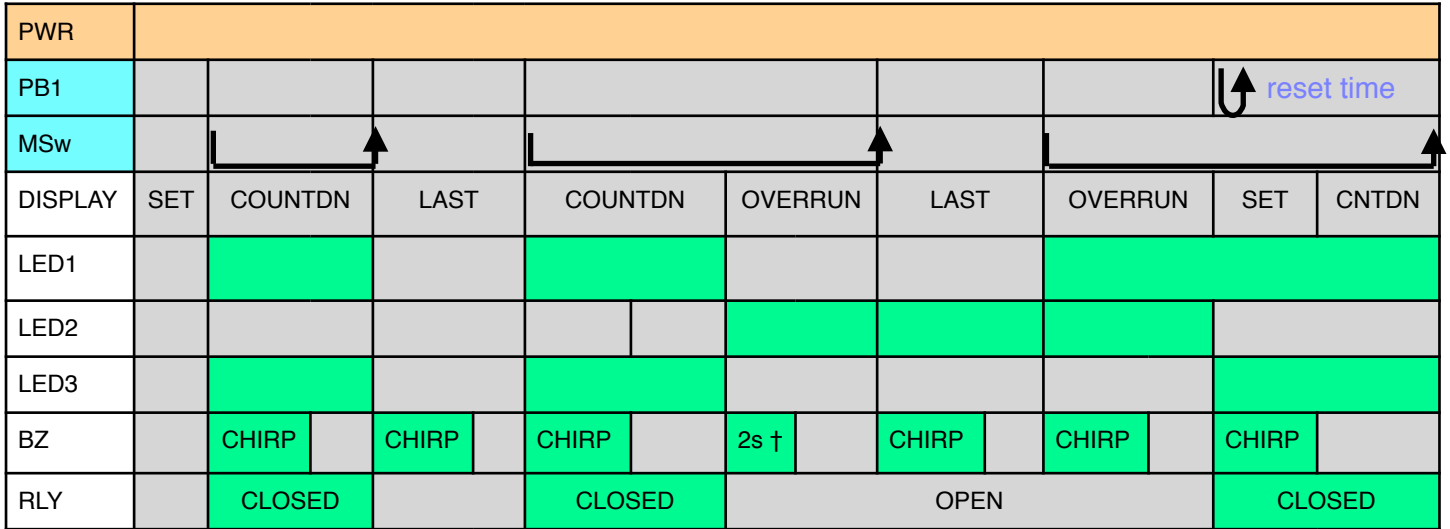 PWR
PB1 reset time
MSw
DISPLAY SET COUNTDN LAST COUNTDN OVERRUN LAST OVERRUN SET CNTDN
LED1
LED2
LED3
BZ CHIRP CHIRP CHIRP 2s † CHIRP CHIRP CHIRP
RLY CLOSED CLOSED OPEN CLOSED